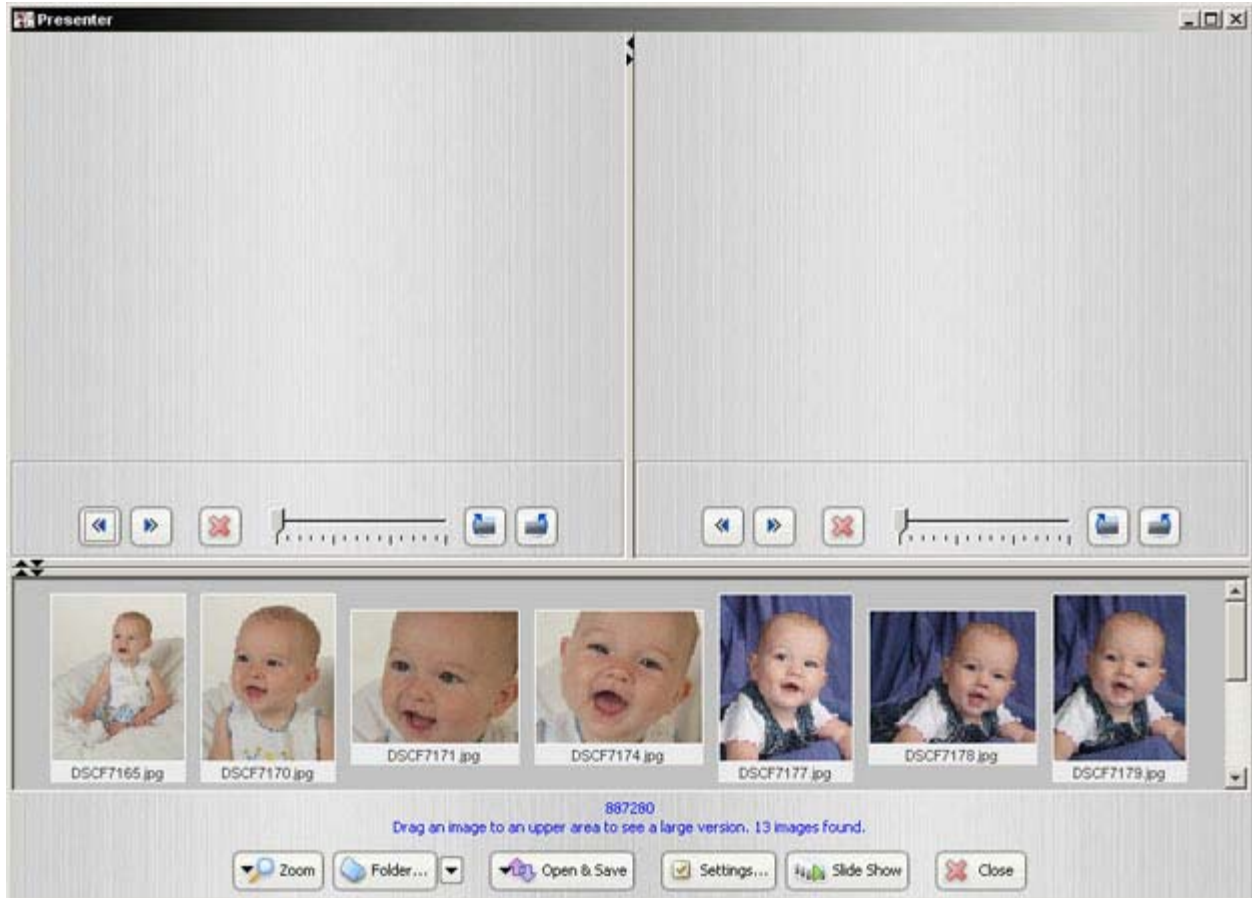 Presenter
DSCF7165.jpg
DSCF7170.jpg
DSCF7171.jpg
DSCF7174.jpg
DSCF7177.jpg
DSCF7178.jpg
DSCF7179.jpg
887280
Drag an image to an upper area to see a large version. 13 images found.
Zoom
Folder...
Open & Save
Settings...
Slide Show
Close